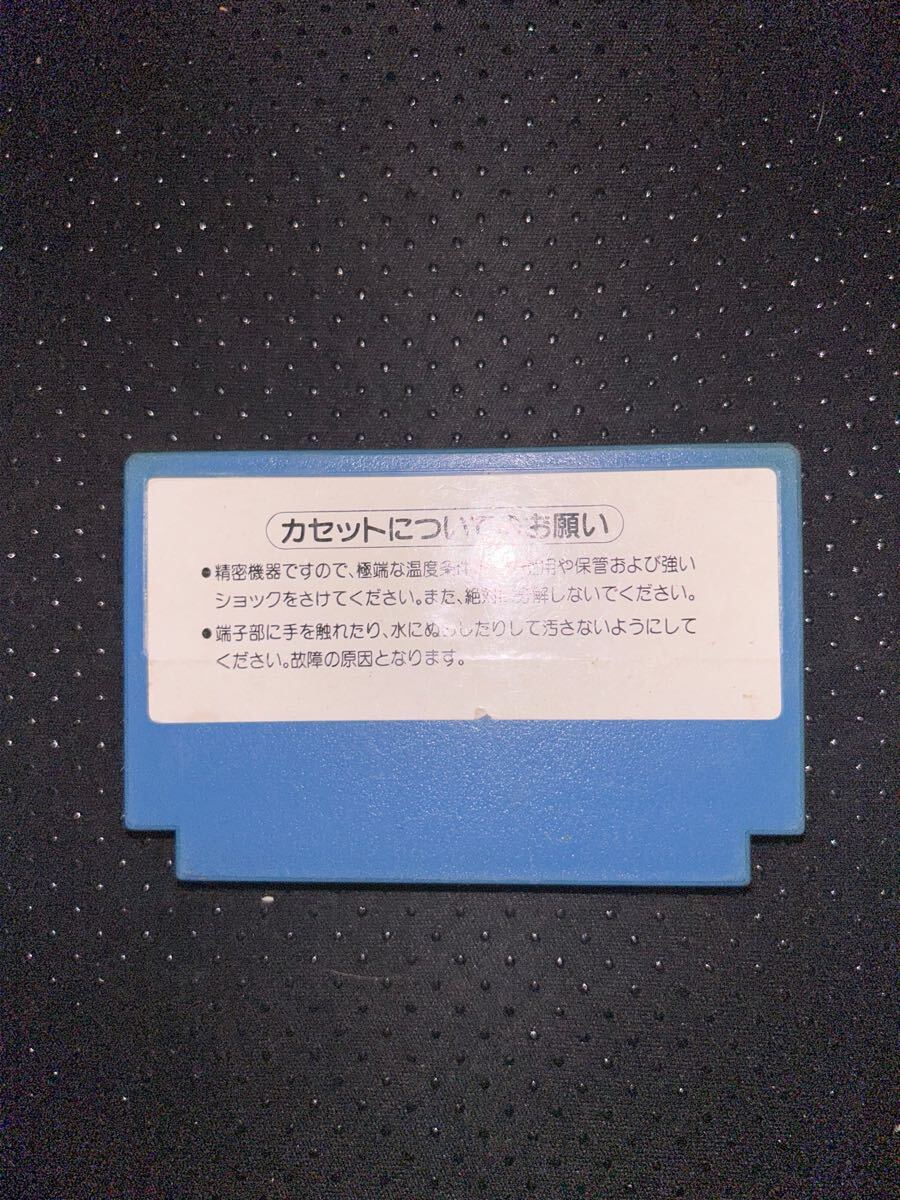 カセットについてのお願い
●精密機器ですので、極端な温度条件用や保管および強い
ショックをさけてください。また、絶対に分解しないでください。
●端子部に手を触れたり、水にぬらしたりして汚さないようにして
ください。故障の原因となります。